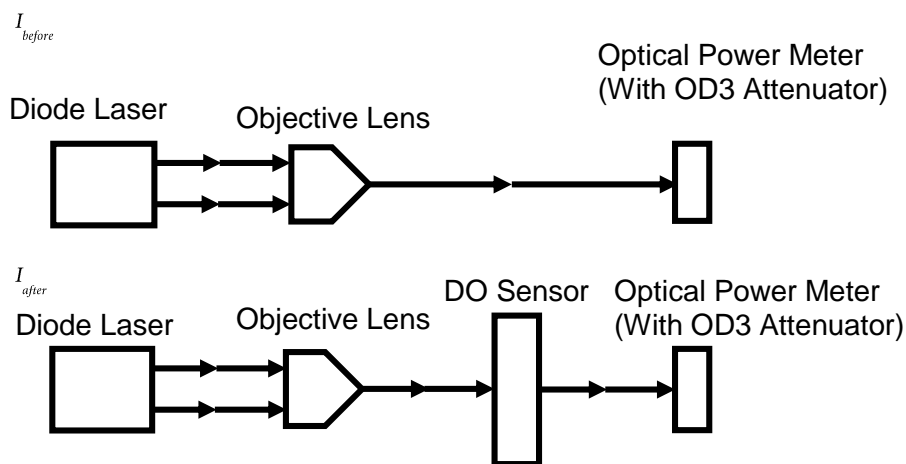 I before
Optical Power Meter
(With OD3 Attenuator)
Diode Laser
Objective Lens
I after
DO Sensor
Optical Power Meter
(With OD3 Attenuator)
Diode Laser
Objective Lens